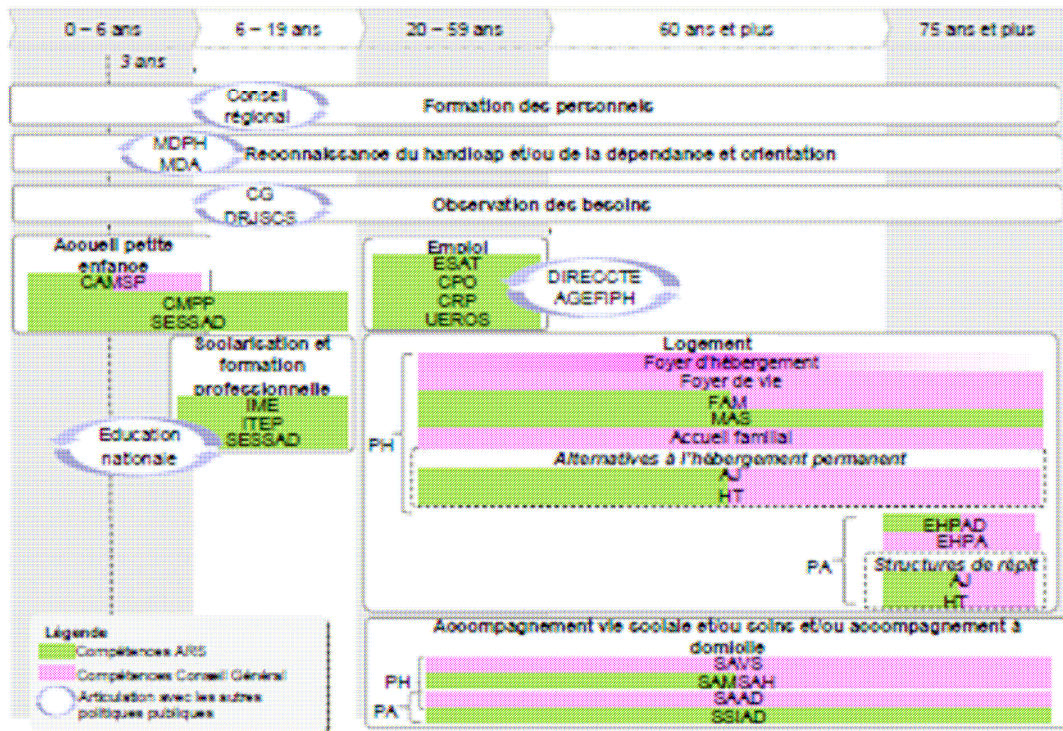 0 – 6 ans
6 – 19 ans
20 – 59 ans
60 ans et plus
75 ans et plus
3 ans
Conseil
régional
Formation des personnels
MDPH
MDA
Reconnaissance du handicap et/ou de la dépendance et orientation
CG
DRJSCS
Observation des besoins
Accueil petite
enfance
CAMSP
CMPP
SESSAD
Emploi
ESAT
CPO
CRP
UEROS
DIRECCTE
AGEFIPH
Scolarisation et
formation
professionnelle
IME
ITEP
SESSAD
Education
nationale
Logement
PH
Foyer d'hébergement
Foyer de vie
FAM
MAS
Accueil familial
Alternatives à l'hébergement permanent
AJ
HT
PA
EHPAD
EHPA
Structures de répit
AJ
HT
Accompagnement vie sociale et/ou soins et/ou accompagnement à
domicile
PH
PA
SAVS
SAMSAH
SAAD
SSIAD
Légende
Compétences ARS
Compétences Conseil Général
Articulation avec les autres
politiques publiques